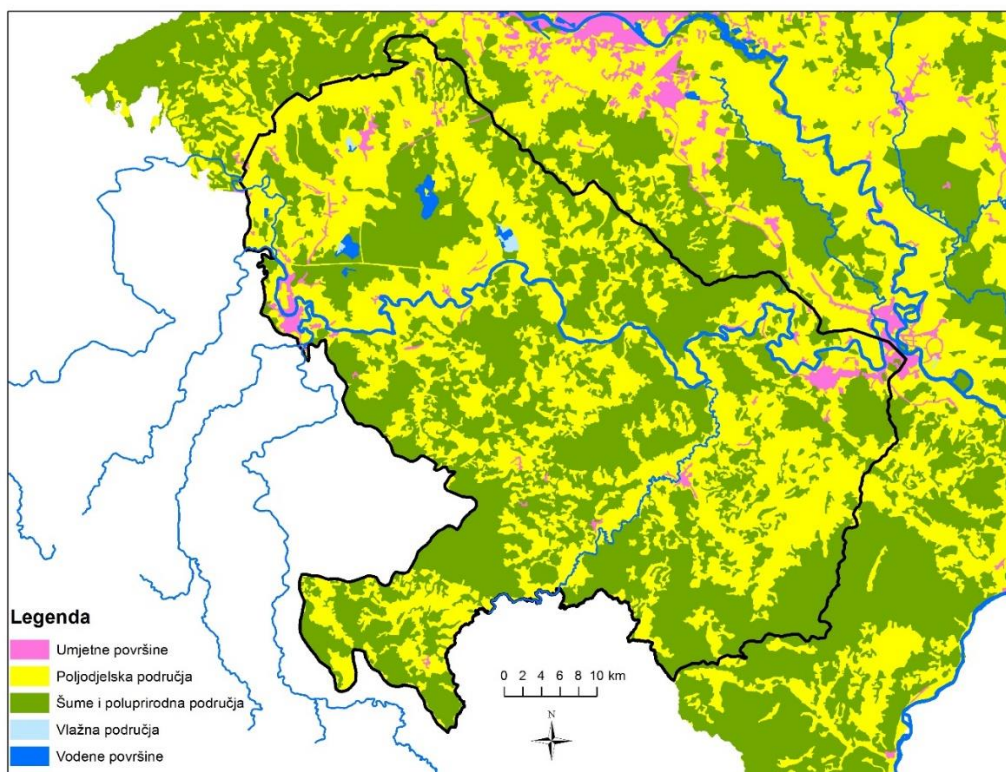 Legenda
Umjetne površine
Poljodjelska područja
Šume i poluprirodna područja
Vlažna područja
Vodene površine
0 2 4 6 8 10 km
N